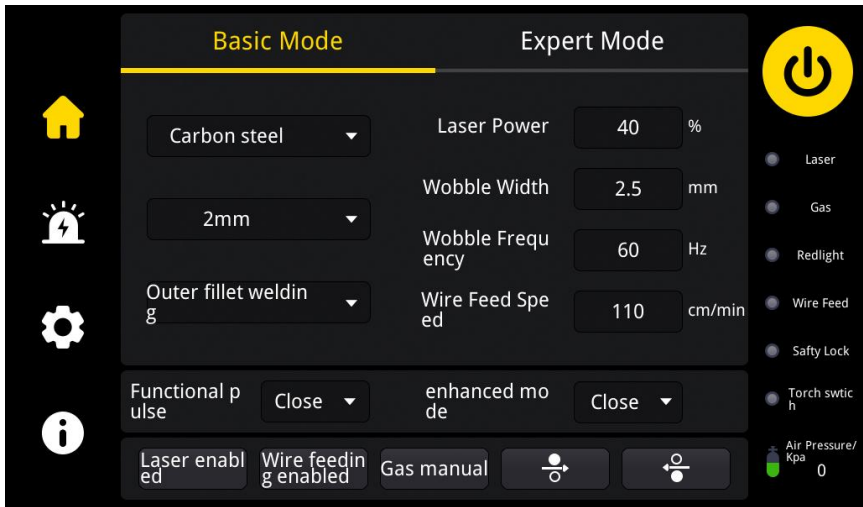 Basic Mode
Expert Mode
Carbon steel
2mm
Outer fillet weldin
g
Laser Power
40
%
Wobble Width
2.5
mm
Wobble Frequ
ency
60
Hz
Wire Feed Spe
ed
110
cm/min
Functional p
ulse
Close
enhanced mo
de
Close
Laser enabl
ed
Wire feedin
g enabled
Gas manual
Laser
Gas
Redlight
Wire Feed
Safty Lock
Torch swtic
h
Air Pressure/
Kpa
0